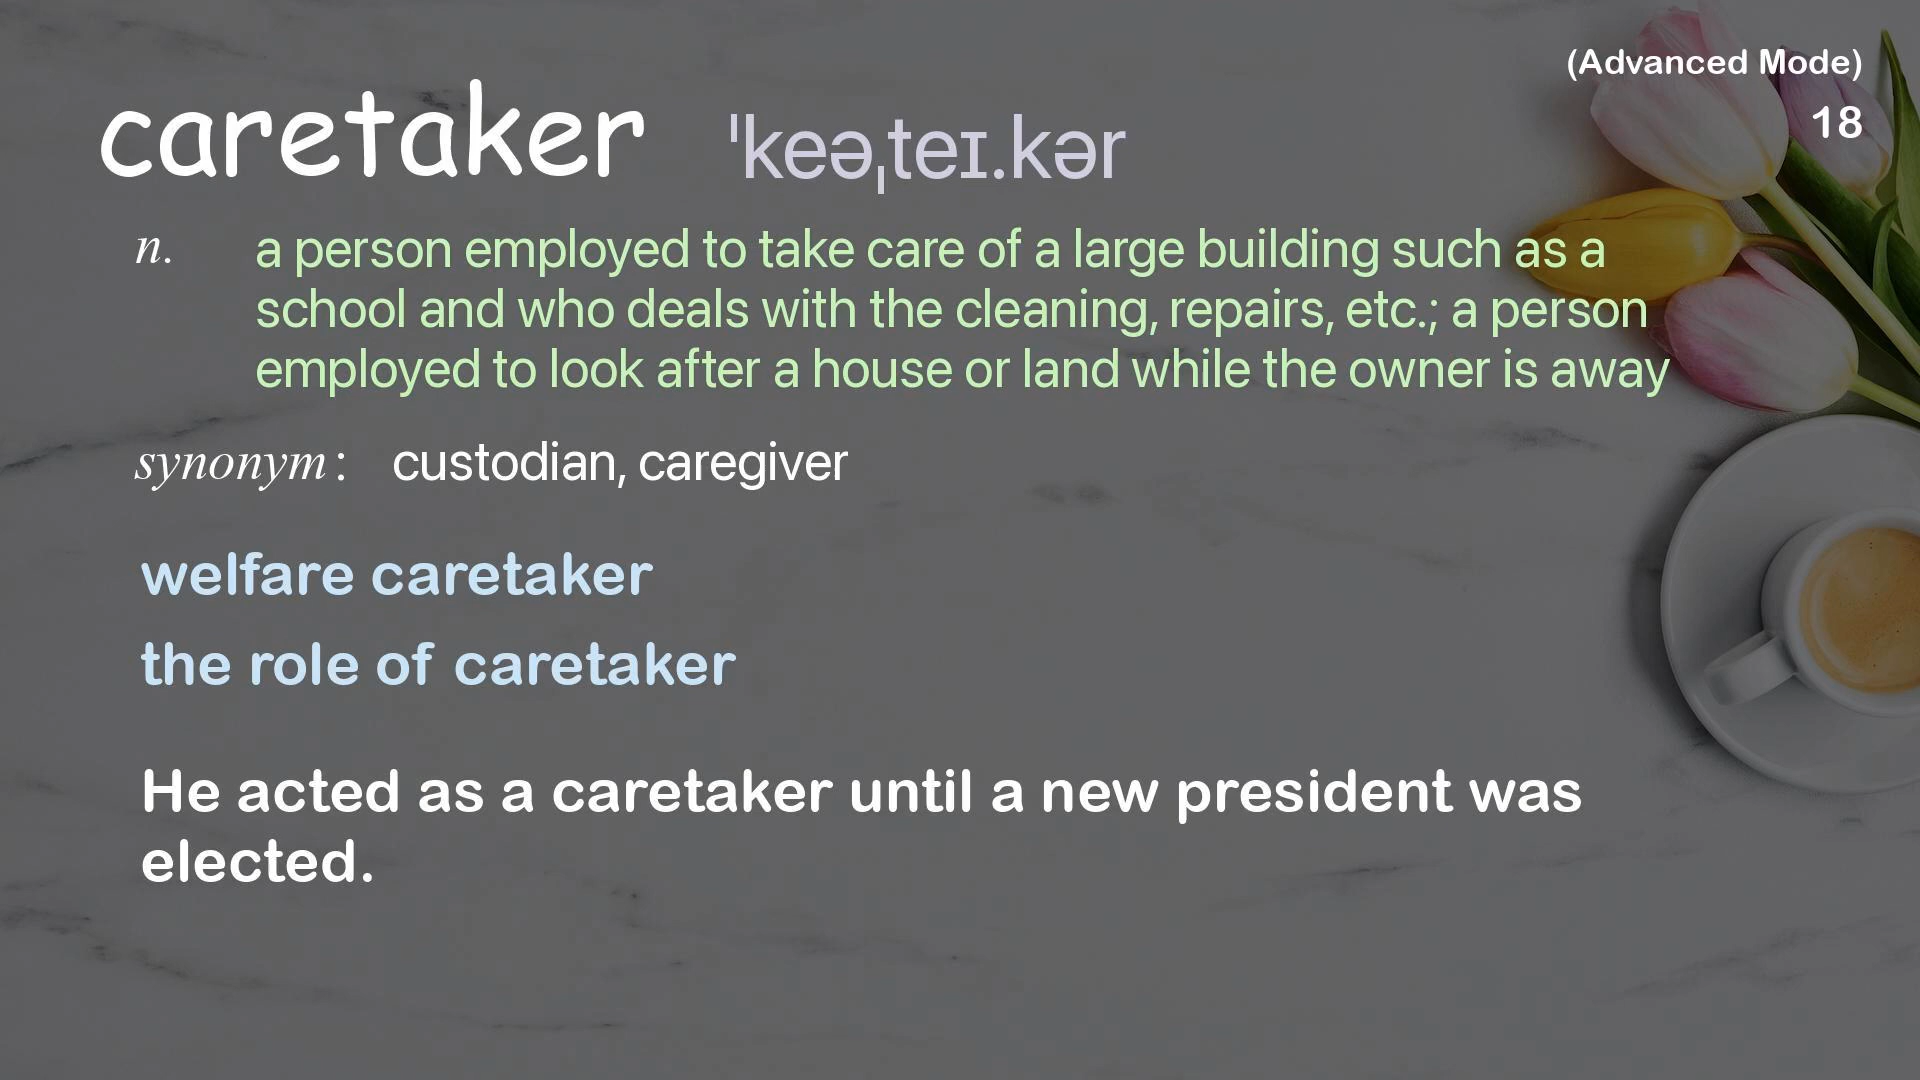 (Advanced Mode)
18
caretaker ˈkeəˌteɪ.kər
n. a person employed to take care of a large building such as a
school and who deals with the cleaning, repairs, etc.; a person
employed to look after a house or land while the owner is away
synonym: custodian, caregiver
welfare caretaker
the role of caretaker
He acted as a caretaker until a new president was
elected.